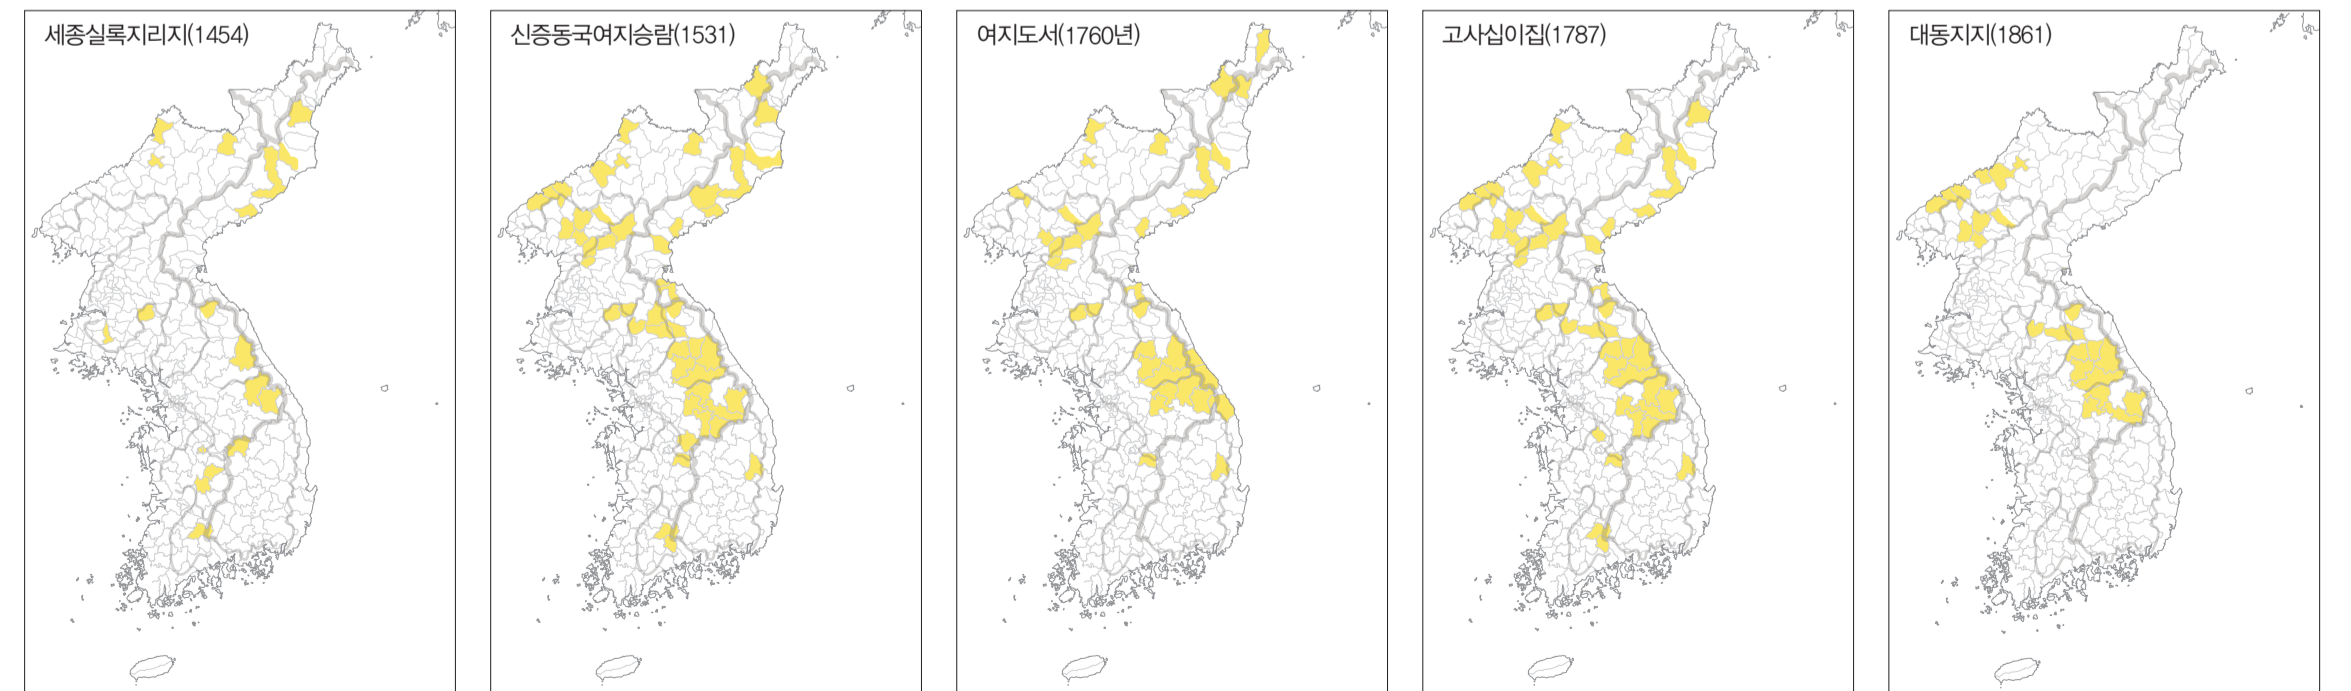 세종실록지리지(1454)
신증동국여지승람(1531)
여지도서(1760년)
고사십이집(1787)
대동지지(1861)